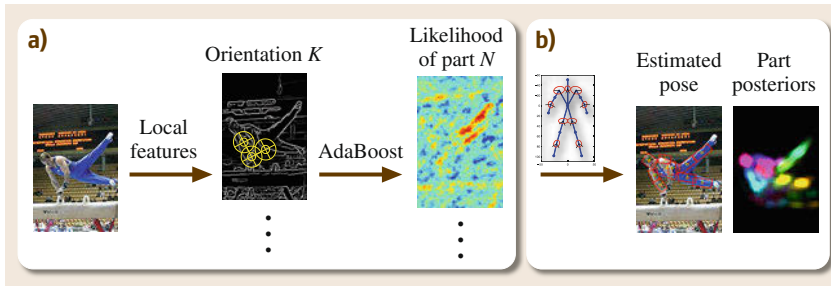 a)
Orientation K
Likelihood
of part N
Local
features
AdaBoost
b)
Estimated
pose
Part
posteriors